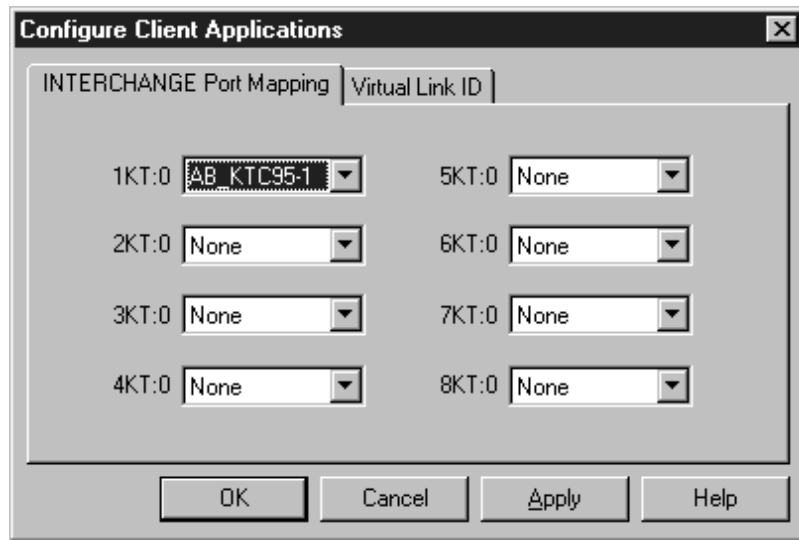 Configure Client Applications
INTERCHANGE Port Mapping
Virtual Link ID
1KT:0 AB_KTC95-1
5KT:0 None
2KT:0 None
6KT:0 None
3KT:0 None
7KT:0 None
4KT:0 None
8KT:0 None
OK Cancel Apply Help